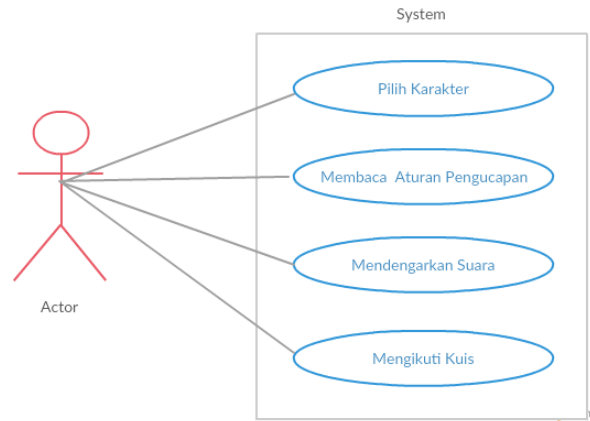 System
Pilih Karakter
Membaca Aturan Pengucapan
Mendengarkan Suara
Actor
Mengikuti Kuis